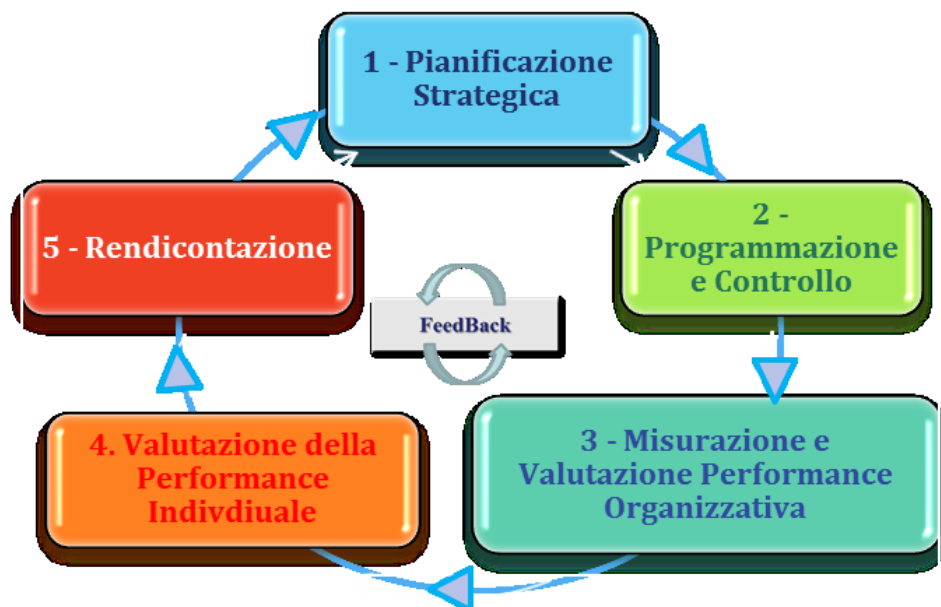 1 - Pianificazione
Strategica
2 -
Programmazione
e Controllo
3 - Misurazione e
Valutazione Performance
Organizzativa
4. Valutazione della
Performance
Indivdiuale
5 - Rendicontazione
FeedBack